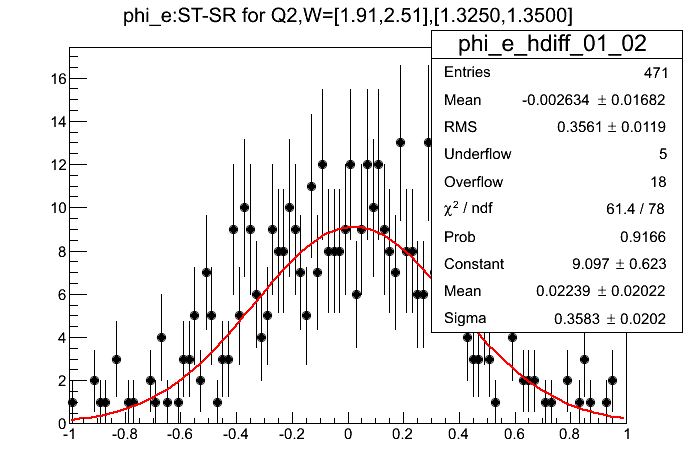 phi_e:ST-SR for Q2,W=[1.91,2.51],[1.3250,1.3500]
phi_e_hdiff_01_02
Entries 471
Mean -0.002634 ± 0.01682
RMS 0.3561 ± 0.0119
Underflow 5
Overflow 18
χ² / ndf 61.4 / 78
Prob 0.9166
Constant 9.097 ± 0.623
Mean 0.02239 ± 0.02022
Sigma 0.3583 ± 0.0202
16
14
12
10
8
6
4
2
0
-1 -0.8 -0.6 -0.4 -0.2 0 0.2 0.4 0.6 0.8 1